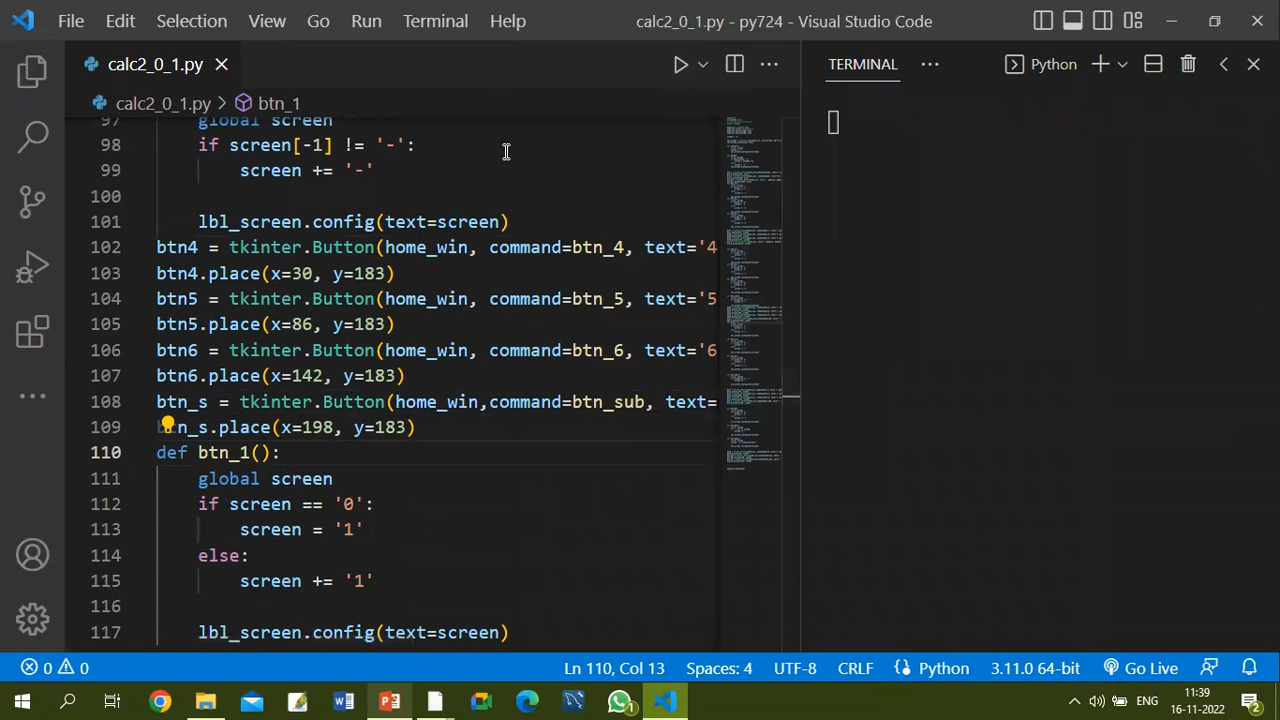 File Edit Selection View Go Run Terminal Help calc2_0_1.py - py724 - Visual Studio Code
calc2_0_1.py
TERMINAL ... Python
calc2_0_1.py > btn_1
97 global screen
98 if screen[-1] != '-':
99 screen += '-'
100
101 lbl_screen.config(text=screen)
102 btn4 = tkinter.Button(home_win, command=btn_4, text='4
103 btn4.place(x=30, y=183)
104 btn5 = tkinter.Button(home_win, command=btn_5, text='5
105 btn5.place(x=86, y=183)
106 btn6 = tkinter.Button(home_win, command=btn_6, text='6
107 btn6.place(x=142, y=183)
108 btn_s = tkinter.Button(home_win,command=btn_sub, text=
109 btn_s.place(x=198, y=183)
110 def btn_1():
111 global screen
112 if screen == '0':
113 screen = '1'
114 else:
115 screen += '1'
116
117 lbl_screen.config(text=screen)
0 0 Ln 110, Col 13 Spaces: 4 UTF-8 CRLF Python 3.11.0 64-bit Go Live
ENG 11:39
16-11-2022 2